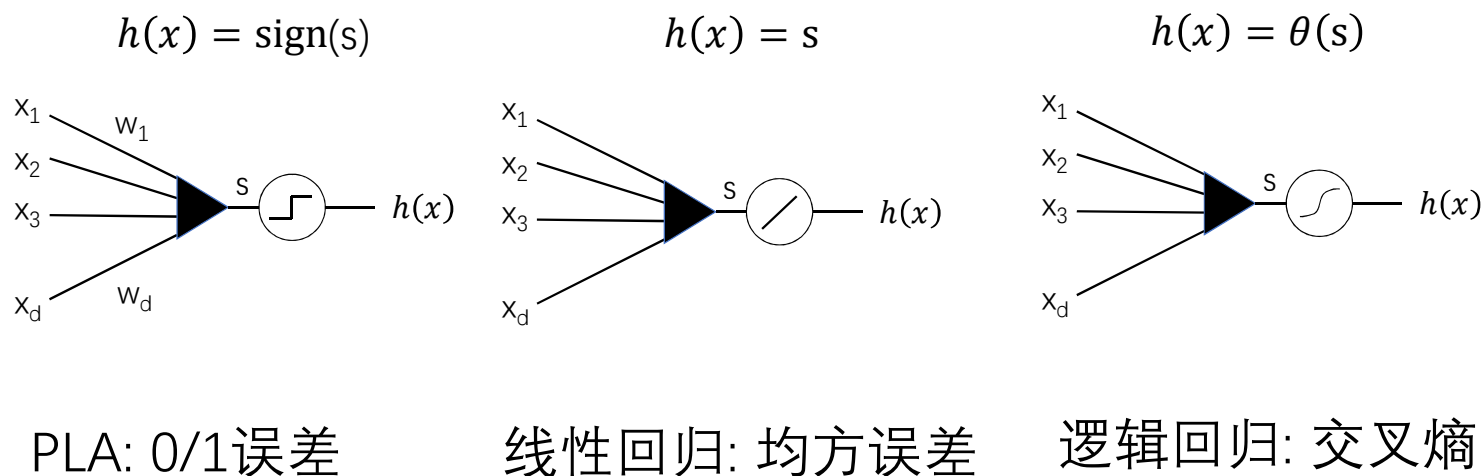 h(x) = sign(s)
x1
w1
x2
x3
xd
wd
s
h(x)
PLA: 0/1误差
h(x) = s
x1
x2
x3
xd
s
h(x)
线性回归: 均方误差
h(x) = θ(s)
x1
x2
x3
xd
s
h(x)
逻辑回归: 交叉熵